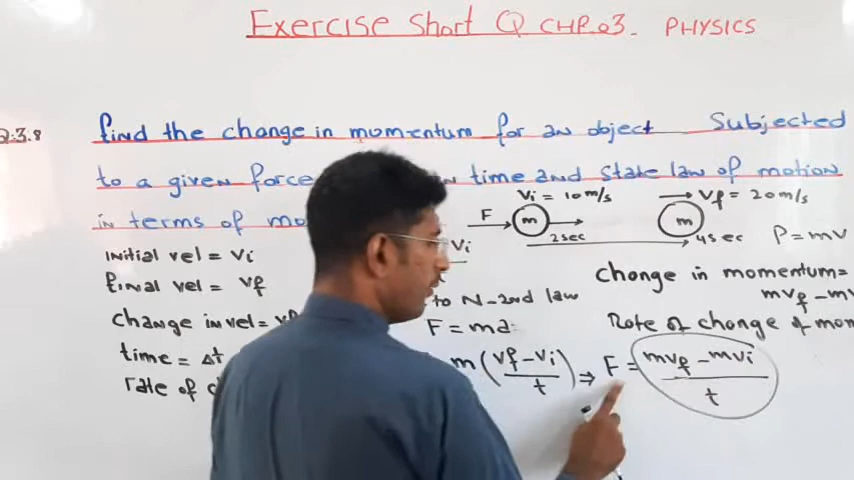 Exercise Short Q CHP.03. PHYSICS
Q.3.8 find the change in momentum for an object Subjected
to a given force in time and State law of motion
in terms of mo
Initial vel = Vi
final vel = Vf
Change in vel = Vf
time = Δt
rate of c
F m Vi = 10m/s
Vi
2sec
m Vf = 20m/s
4sec
P = mv
to N-2nd law
F = ma
m(Vf - Vi / t) ⇒ F = mVf - mVi / t
Change in momentum =
mVf - mV
Rate of change of mom